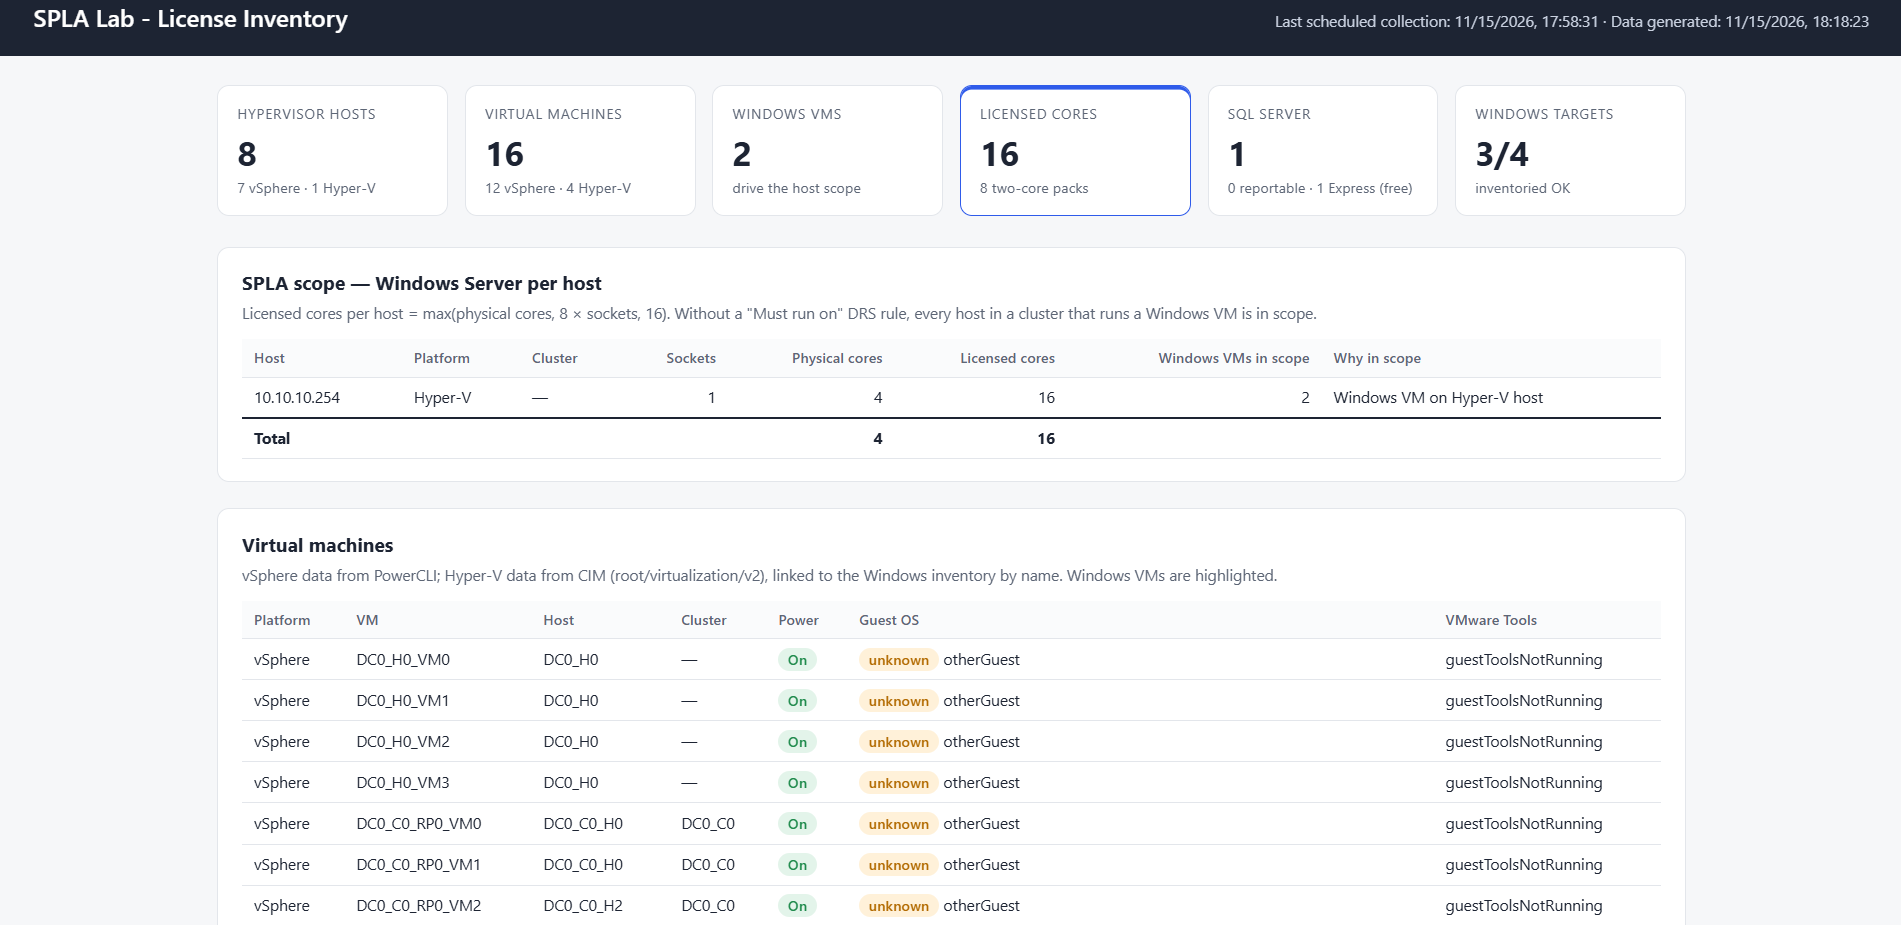 SPLA Lab - License Inventory
Last scheduled collection: 11/15/2026, 17:58:31 · Data generated: 11/15/2026, 18:18:23
HYPERVISOR HOSTS
8
7 vSphere · 1 Hyper-V
VIRTUAL MACHINES
16
12 vSphere · 4 Hyper-V
WINDOWS VMS
2
drive the host scope
LICENSED CORES
16
8 two-core packs
SQL SERVER
1
0 reportable · 1 Express (free)
WINDOWS TARGETS
3/4
inventoried OK
SPLA scope — Windows Server per host
Licensed cores per host = max(physical cores, 8 × sockets, 16). Without a "Must run on" DRS rule, every host in a cluster that runs a Windows VM is in scope.
Host Platform Cluster Sockets Physical cores Licensed cores Windows VMs in scope Why in scope
10.10.10.254 Hyper-V — 1 4 16 2 Windows VM on Hyper-V host
Total 4 16
Virtual machines
vSphere data from PowerCLI; Hyper-V data from CIM (root/virtualization/v2), linked to the Windows inventory by name. Windows VMs are highlighted.
Platform VM Host Cluster Power Guest OS VMware Tools
vSphere DC0_H0_VM0 DC0_H0 — On unknown otherGuest guestToolsNotRunning
vSphere DC0_H0_VM1 DC0_H0 — On unknown otherGuest guestToolsNotRunning
vSphere DC0_H0_VM2 DC0_H0 — On unknown otherGuest guestToolsNotRunning
vSphere DC0_H0_VM3 DC0_H0 — On unknown otherGuest guestToolsNotRunning
vSphere DC0_C0_RP0_VM0 DC0_C0_H0 DC0_C0 On unknown otherGuest guestToolsNotRunning
vSphere DC0_C0_RP0_VM1 DC0_C0_H0 DC0_C0 On unknown otherGuest guestToolsNotRunning
vSphere DC0_C0_RP0_VM2 DC0_C0_H2 DC0_C0 On unknown otherGuest guestToolsNotRunning